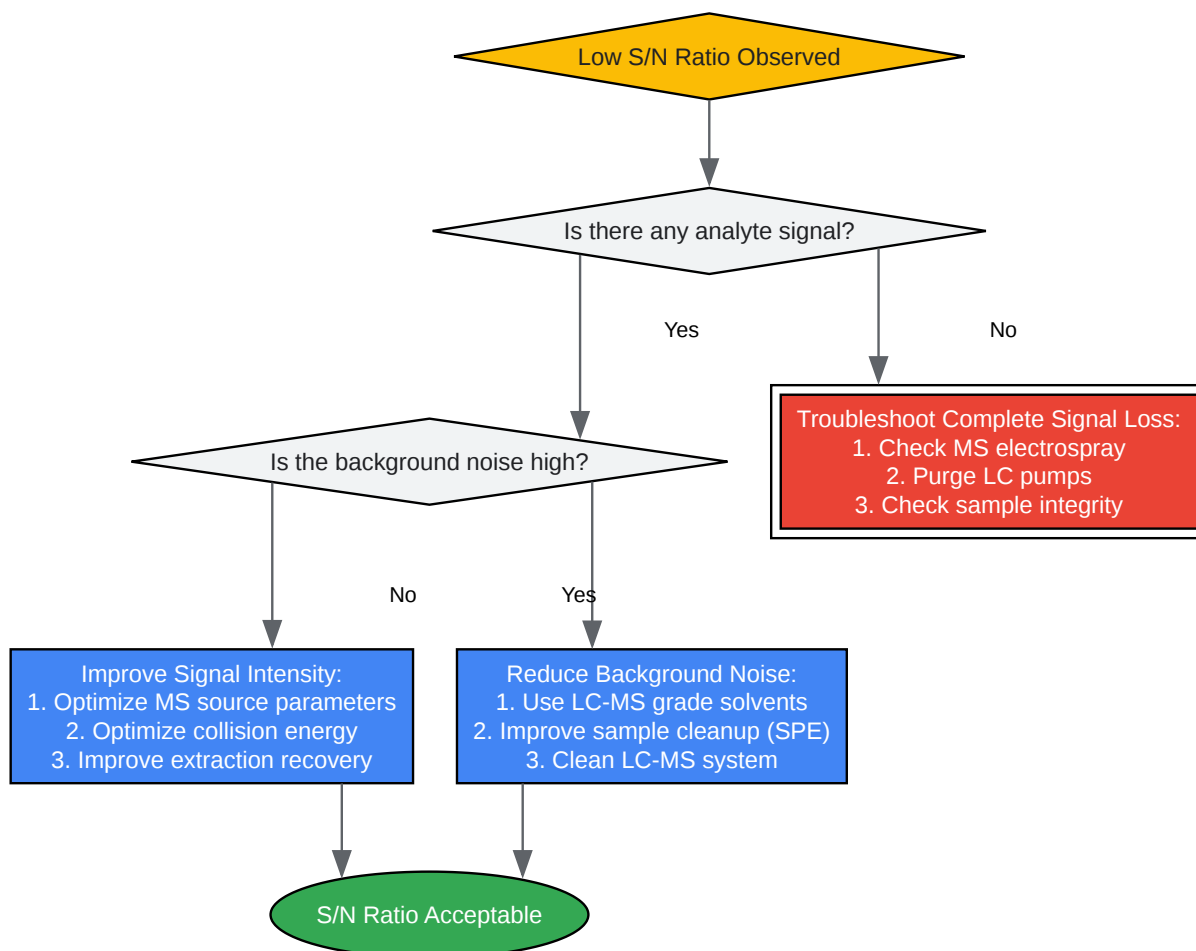 Low S/N Ratio Observed
Is there any analyte signal?
Yes
No
Troubleshoot Complete Signal Loss:
1. Check MS electrospray
2. Purge LC pumps
3. Check sample integrity
Is the background noise high?
No
Yes
Improve Signal Intensity:
1. Optimize MS source parameters
2. Optimize collision energy
3. Improve extraction recovery
Reduce Background Noise:
1. Use LC-MS grade solvents
2. Improve sample cleanup (SPE)
3. Clean LC-MS system
S/N Ratio Acceptable